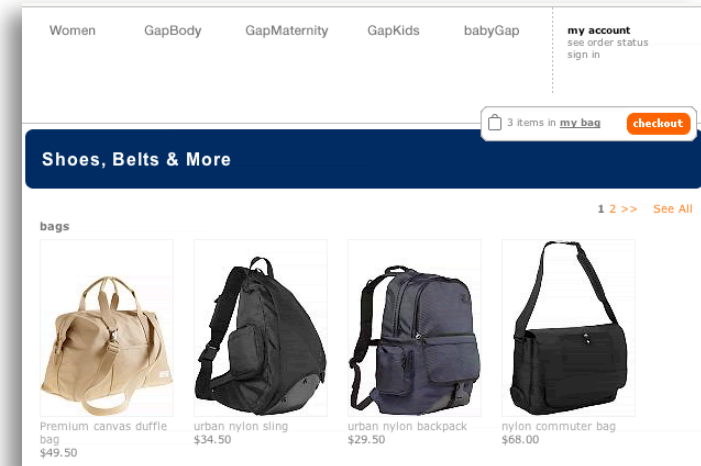 Women GapBody GapMaternity GapKids babyGap
my account
see order status
sign in
3 items in my bag checkout
Shoes, Belts & More
1 2 >> See All
bags
Premium canvas duffle bag
$49.50
urban nylon sling
$34.50
urban nylon backpack
$29.50
nylon commuter bag
$68.00